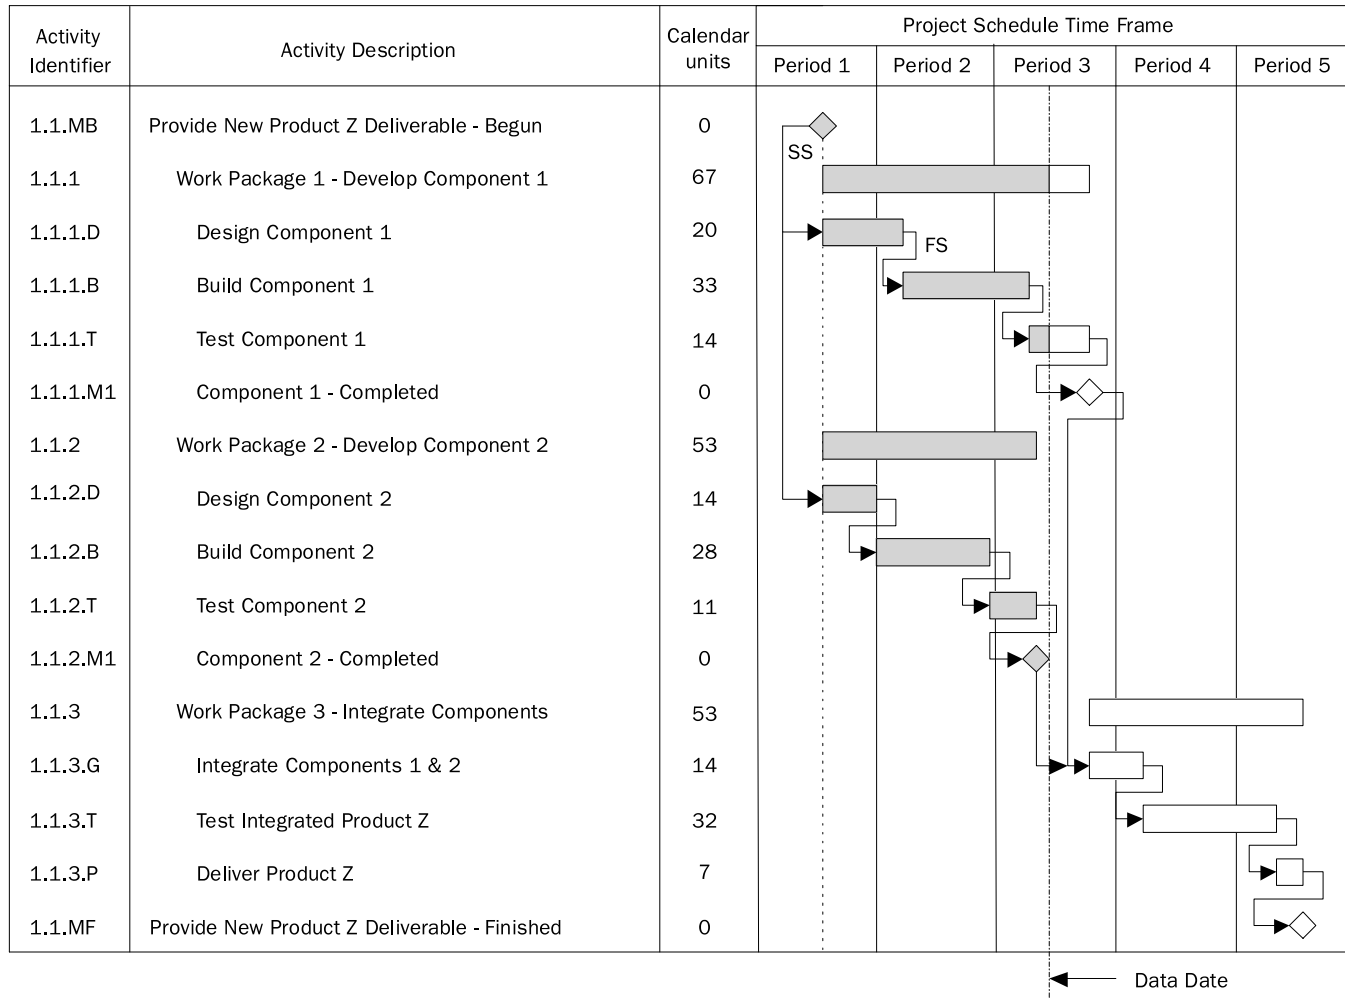 Activity Identifier
Activity Description
Calendar units
Project Schedule Time Frame
Period 1 Period 2 Period 3 Period 4 Period 5
1.1.MB Provide New Product Z Deliverable - Begun 0
SS
1.1.1 Work Package 1 - Develop Component 1 67
1.1.1.D Design Component 1 20
FS
1.1.1.B Build Component 1 33
1.1.1.T Test Component 1 14
1.1.1.M1 Component 1 - Completed 0
1.1.2 Work Package 2 - Develop Component 2 53
1.1.2.D Design Component 2 14
1.1.2.B Build Component 2 28
1.1.2.T Test Component 2 11
1.1.2.M1 Component 2 - Completed 0
1.1.3 Work Package 3 - Integrate Components 53
1.1.3.G Integrate Components 1 & 2 14
1.1.3.T Test Integrated Product Z 32
1.1.3.P Deliver Product Z 7
1.1.MF Provide New Product Z Deliverable - Finished 0
Data Date